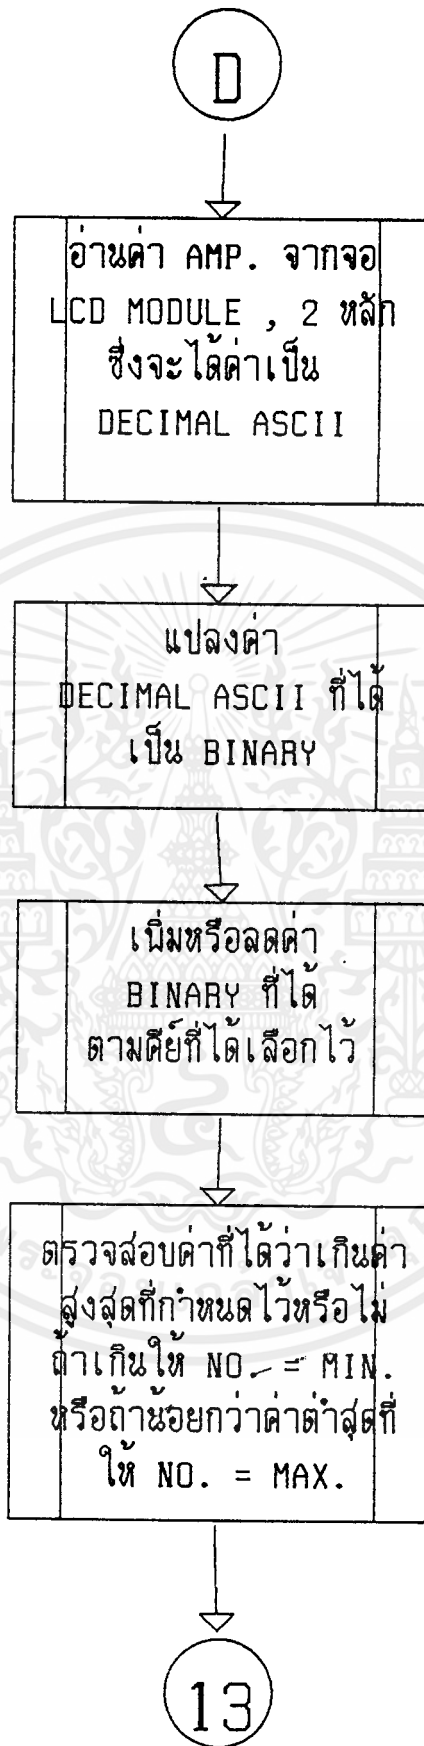 D
อ่านค่า AMP. จากจอ
LCD MODULE , 2 หลัก
ซึ่งจะได้ค่าเป็น
DECIMAL ASCII
แปลงค่า
DECIMAL ASCII ที่ได้
เป็น BINARY
เพิ่มหรือลดค่า
BINARY ที่ได้
ตามคีย์ที่ได้เลือกไว้
ตรวจสอบค่าที่ได้ว่าเกินค่า
สูงสุดที่กำหนดไว้หรือไม่
ถ้าเกินให้ NO. = MIN.
หรือถ้าน้อยกว่าค่าต่ำสุดที่
ให้ NO. = MAX.
13